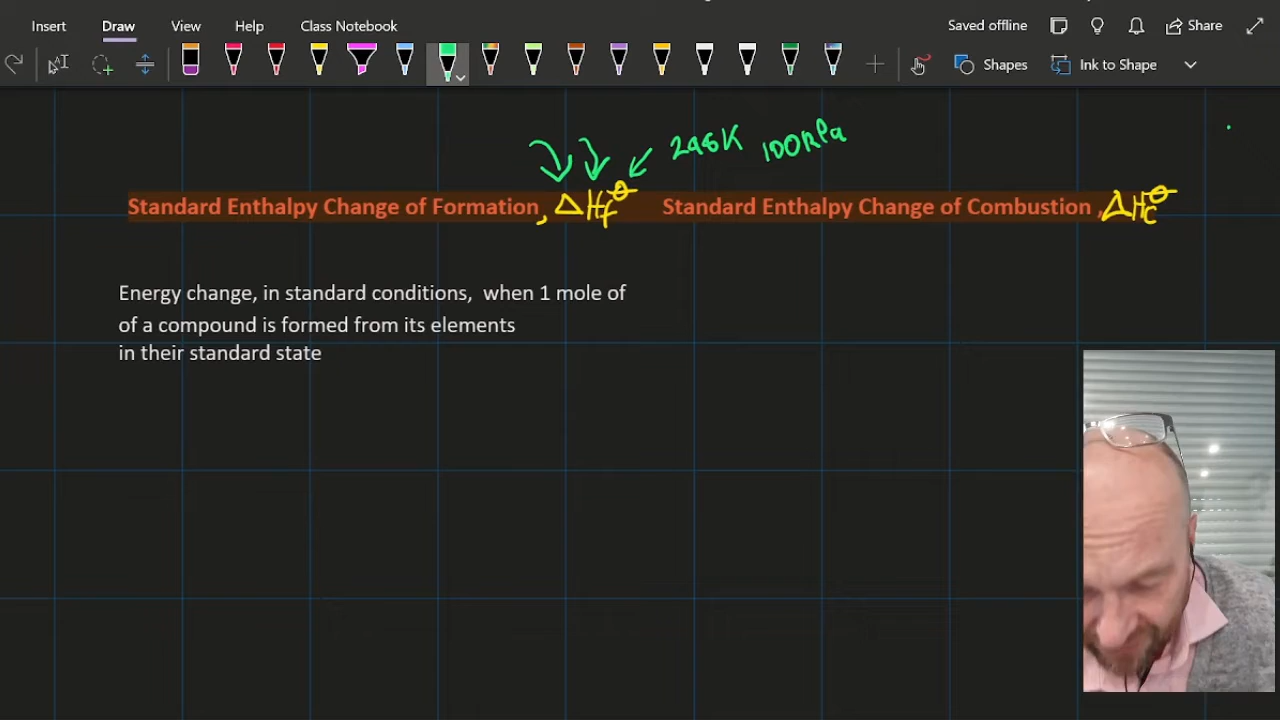 Insert Draw View Help Class Notebook Saved offline Share
Shapes Ink to Shape
298K 100KPa
Standard Enthalpy Change of Formation, ΔHf⦵ Standard Enthalpy Change of Combustion , ΔHc⦵
Energy change, in standard conditions, when 1 mole of
of a compound is formed from its elements
in their standard state